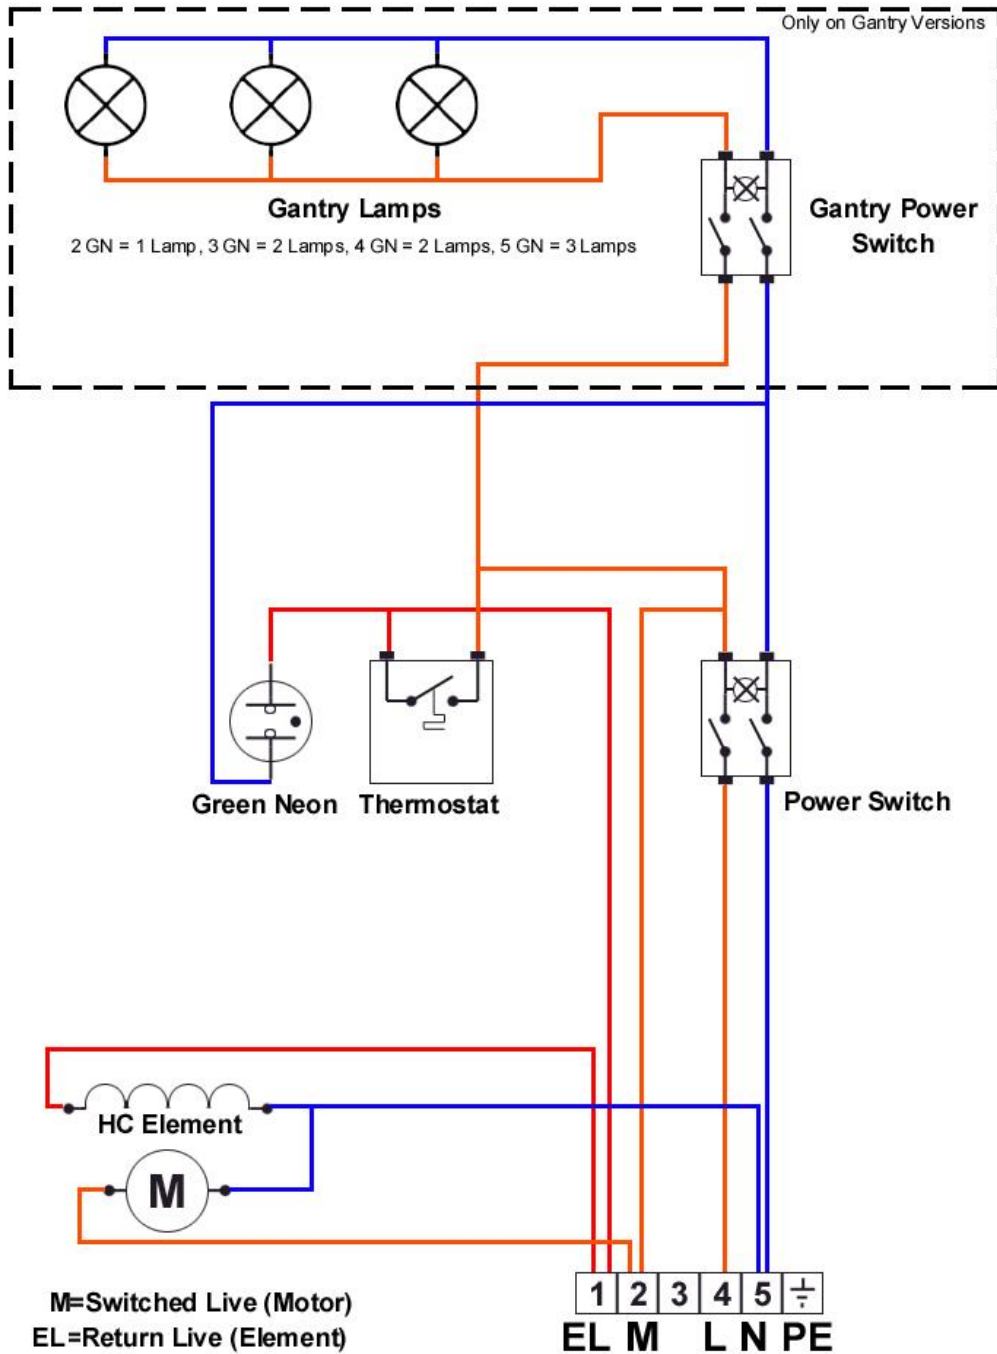 Only on Gantry Versions
Gantry Lamps
2 GN = 1 Lamp, 3 GN = 2 Lamps, 4 GN = 2 Lamps, 5 GN = 3 Lamps
Gantry Power
Switch
Green Neon
Thermostat
Power Switch
HC Element
M
1 2 3 4 5
EL M L N PE
M=Switched Live (Motor)
EL=Return Live (Element)